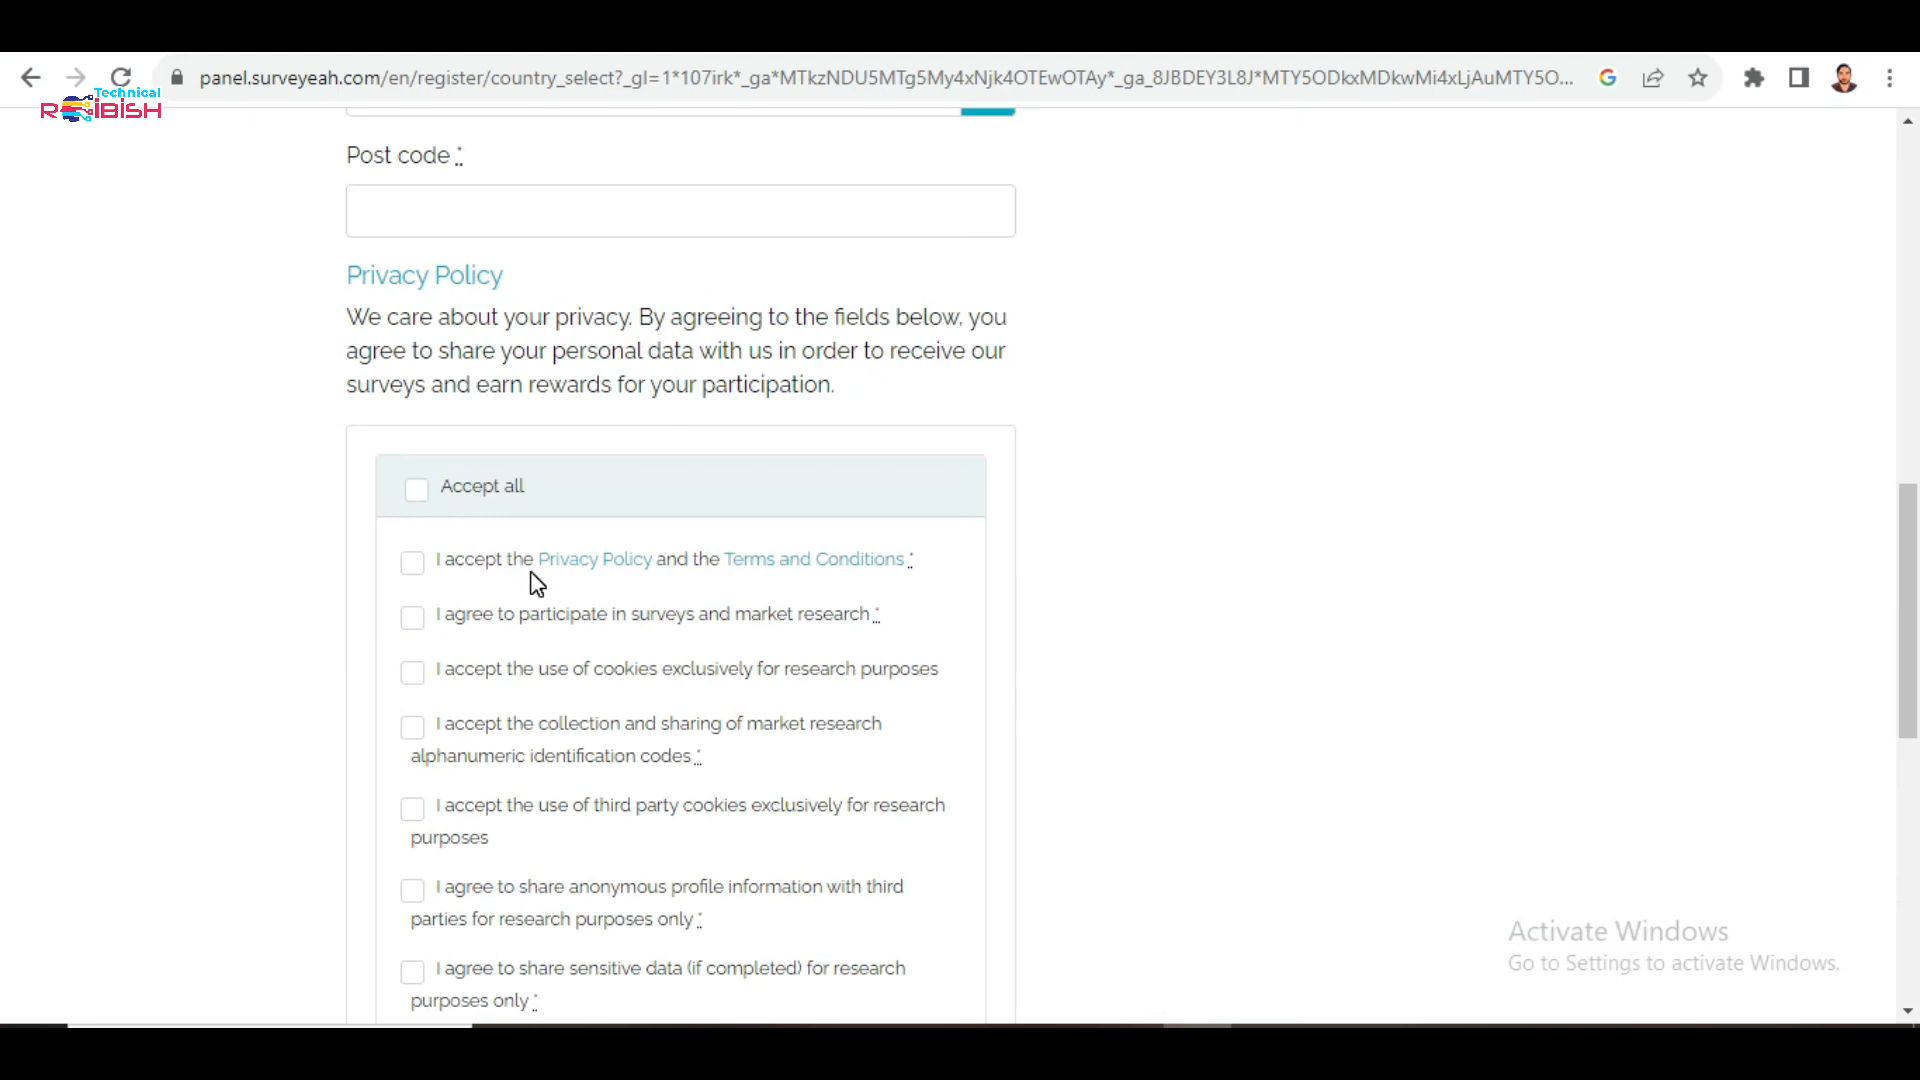 panel.surveyeah.com/en/register/country_select?_gl=1*107irk*_ga*MTkzNDU5MTg5My4xNjk4OTEwOTAy*_ga_8JBDEY3L8J*MTY5ODkxMDkwMi4xLjAuMTY5O...
Technical
ROIBISH
Post code *
Privacy Policy
We care about your privacy. By agreeing to the fields below, you
agree to share your personal data with us in order to receive our
surveys and earn rewards for your participation.
Accept all
I accept the Privacy Policy and the Terms and Conditions *
I agree to participate in surveys and market research *
I accept the use of cookies exclusively for research purposes
I accept the collection and sharing of market research
alphanumeric identification codes *
I accept the use of third party cookies exclusively for research
purposes
I agree to share anonymous profile information with third
parties for research purposes only *
I agree to share sensitive data (if completed) for research
purposes only *
Activate Windows
Go to Settings to activate Windows.